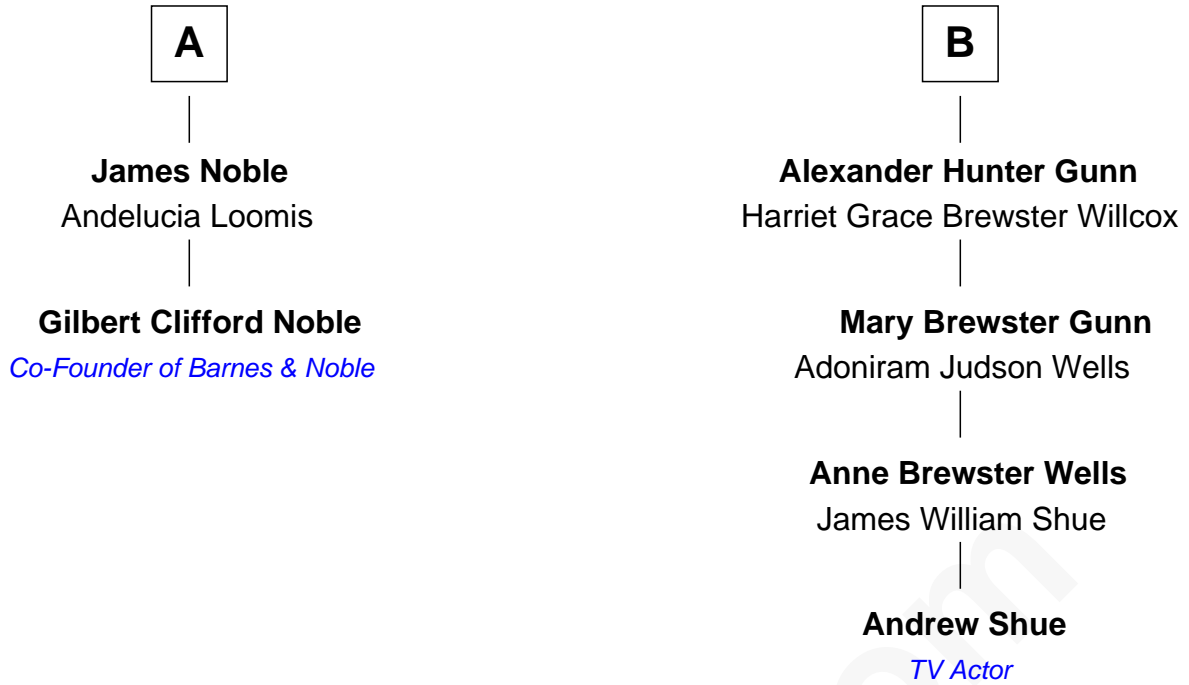 A
James Noble
Andelucia Loomis
Gilbert Clifford Noble
Co-Founder of Barnes & Noble
B
Alexander Hunter Gunn
Harriet Grace Brewster Willcox
Mary Brewster Gunn
Adoniram Judson Wells
Anne Brewster Wells
James William Shue
Andrew Shue
TV Actor
om